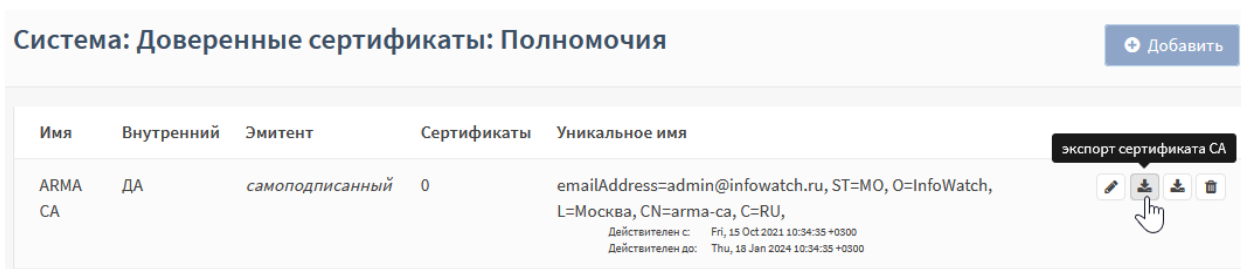 Система: Доверенные сертификаты: Полномочия
Добавить
Имя Внутренний Эмитент Сертификаты Уникальное имя
экспорт сертификата CA
ARMA ДА самоподписанный 0 emailAddress=admin@infowatch.ru, ST=MO, O=InfoWatch,
CA L=Москва, CN=arma-ca, C=RU,
Действителен с: Fri, 15 Oct 2021 10:34:35 +0300
Действителен до: Thu, 18 Jan 2024 10:34:35 +0300